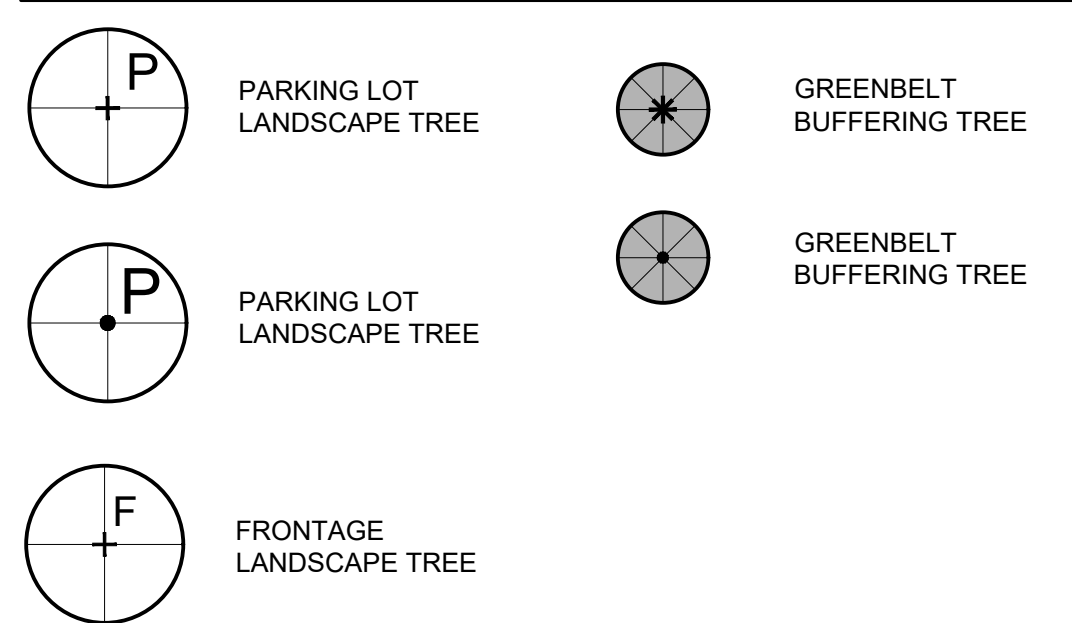 P
PARKING LOT
LANDSCAPE TREE
P
PARKING LOT
LANDSCAPE TREE
F
FRONTAGE
LANDSCAPE TREE
GREENBELT
BUFFERING TREE
GREENBELT
BUFFERING TREE